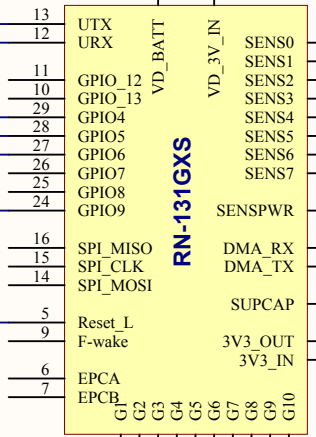 13 UTX
12 URX
11 GPIO_12
10 GPIO_13
29 GPIO4
28 GPIO5
27 GPIO6
26 GPIO7
25 GPIO8
24 GPIO9
16 SPI_MISO
15 SPI_CLK
14 SPI_MOSI
5 Reset_L
9 F-wake
6 EPCA
7 EPCB
VD_BATT
VD_3V_IN
RN-131GXS
SENS0
SENS1
SENS2
SENS3
SENS4
SENS5
SENS6
SENS7
SENSPWR
DMA_RX
DMA_TX
SUPCAP
3V3_OUT
3V3_IN
G1
G2
G3
G4
G5
G6
G7
G8
G9
G10